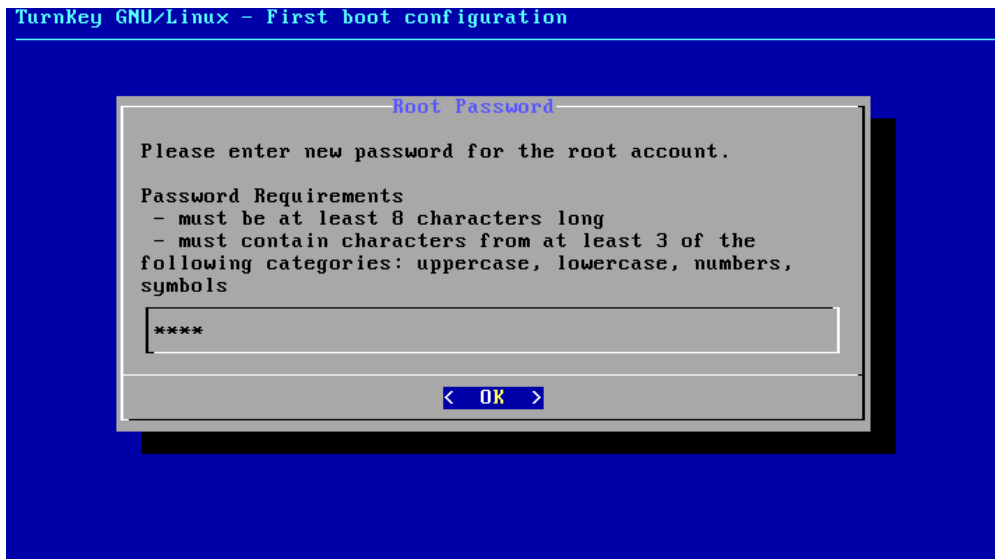 TurnKey GNU/Linux - First boot configuration
Root Password
Please enter new password for the root account.
Password Requirements
- must be at least 8 characters long
- must contain characters from at least 3 of the
following categories: uppercase, lowercase, numbers,
symbols
****
< OK >